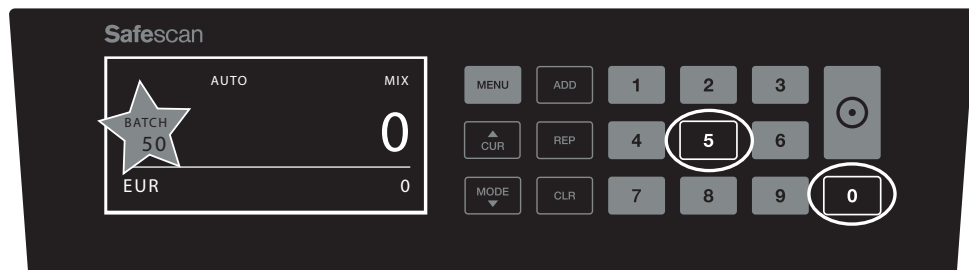 Safescan
AUTO MIX
BATCH
50
0
EUR 0
MENU ADD 1 2 3
CUR REP 4 5 6
MODE CLR 7 8 9 0